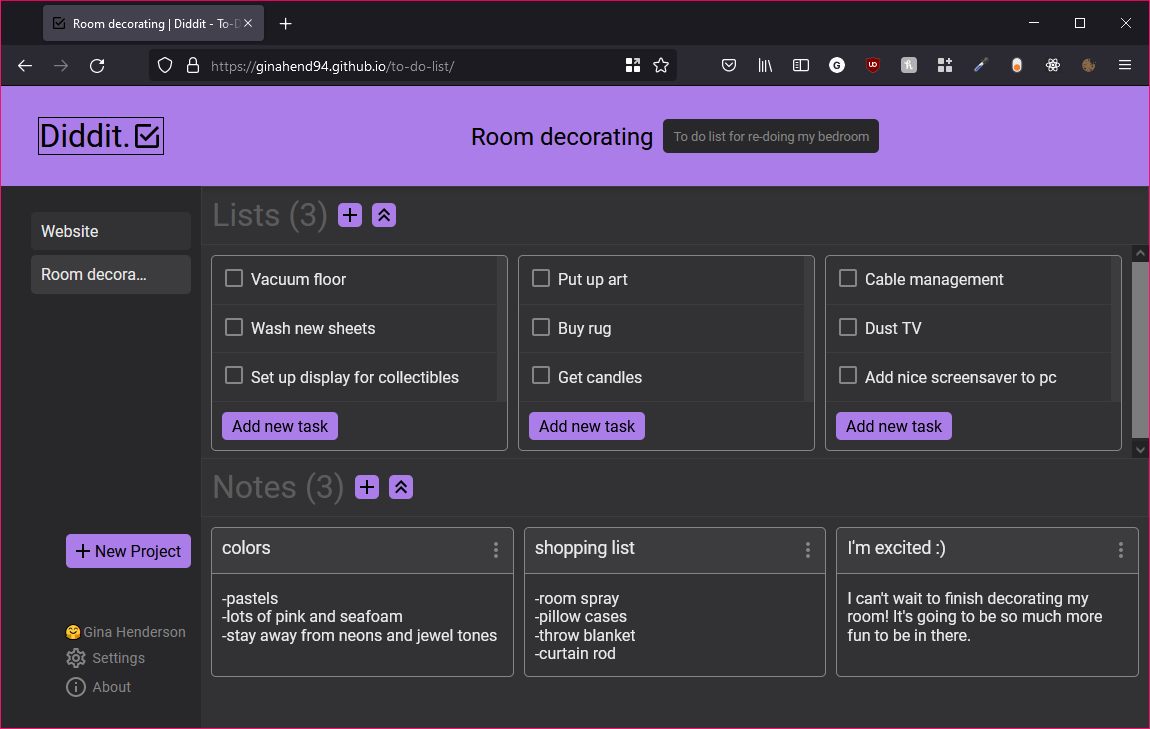 Room decorating | Diddit - To-D
https://ginahend94.github.io/to-do-list/
Diddit.
Room decorating
To do list for re-doing my bedroom
Website
Room decora...
Lists (3)
Vacuum floor
Wash new sheets
Set up display for collectibles
Add new task
Put up art
Buy rug
Get candles
Add new task
Cable management
Dust TV
Add nice screensaver to pc
Add new task
Notes (3)
colors
-pastels
-lots of pink and seafoam
-stay away from neons and jewel tones
shopping list
-room spray
-pillow cases
-throw blanket
-curtain rod
I'm excited :)
I can't wait to finish decorating my
room! It's going to be so much more
fun to be in there.
New Project
🤗 Gina Henderson
Settings
About